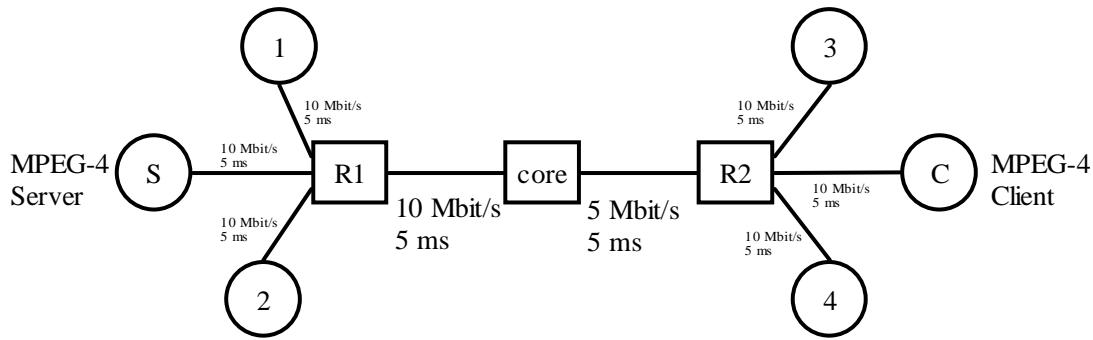 1
3
10 Mbit/s
5 ms
10 Mbit/s
5 ms
10 Mbit/s
5 ms
MPEG-4
Server
S
R1
core
R2
C
MPEG-4
Client
10 Mbit/s
5 ms
5 Mbit/s
5 ms
10 Mbit/s
5 ms
10 Mbit/s
5 ms
10 Mbit/s
5 ms
2
4